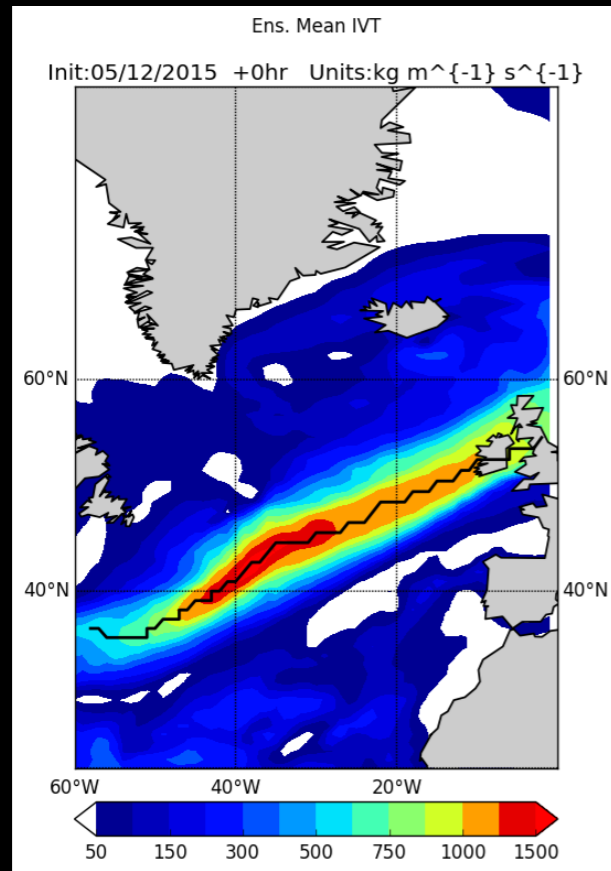 Ens. Mean IVT
Init:05/12/2015  +0hr   Units:kg m^{-1} s^{-1}
60°N 60°N
40°N 40°N
60°W 40°W 20°W
50 150 300 500 750 1000 1500